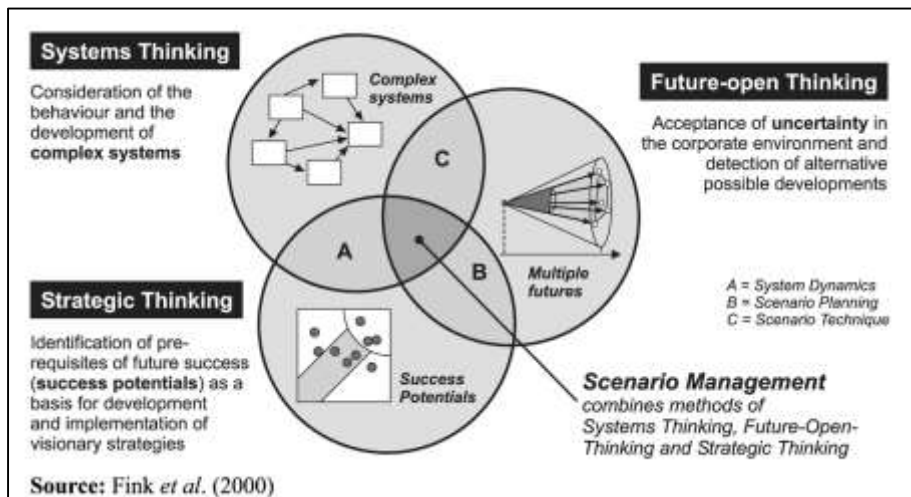 Systems Thinking
Consideration of the
behaviour and the
development of
complex systems
Complex
systems
C
Future-open Thinking
Acceptance of uncertainty in
the corporate environment and
detection of alternative
possible developments
A
B
Multiple
futures
A = System Dynamics
B = Scenario Planning
C = Scenario Technique
Strategic Thinking
Identification of pre-
requisites of future success
(success potentials) as a
basis for development
and implementation of
visionary strategies
Success
Potentials
Scenario Management
combines methods of
Systems Thinking, Future-Open-
Thinking and Strategic Thinking
Source: Fink et al. (2000)